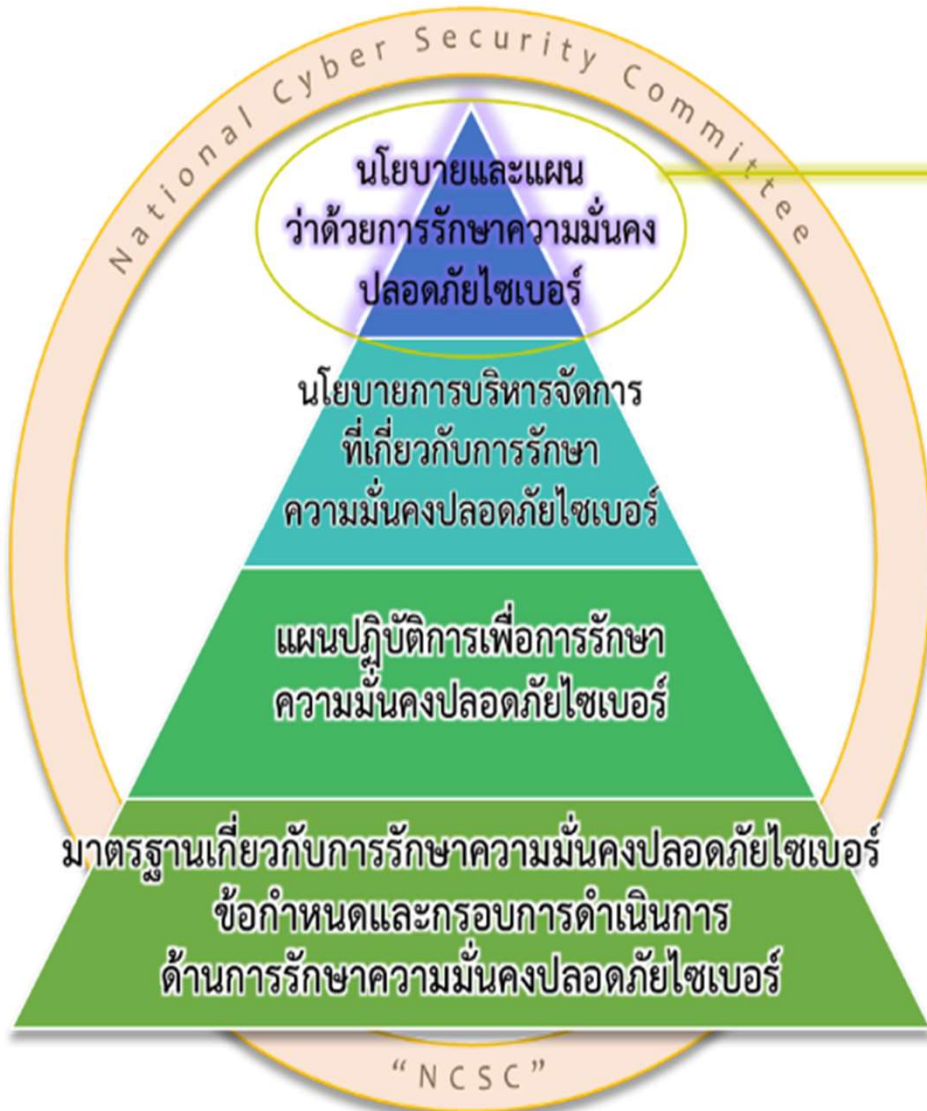 National Cyber Security Committee
นโยบายและแผน
ว่าด้วยการรักษาความมั่นคง
ปลอดภัยไซเบอร์
นโยบายการบริหารจัดการ
ที่เกี่ยวกับการรักษา
ความมั่นคงปลอดภัยไซเบอร์
แผนปฏิบัติการเพื่อการรักษา
ความมั่นคงปลอดภัยไซเบอร์
มาตรฐานเกี่ยวกับการรักษาความมั่นคงปลอดภัยไซเบอร์
ข้อกำหนดและกรอบการดำเนินการ
ด้านการรักษาความมั่นคงปลอดภัยไซเบอร์
“NCSC”